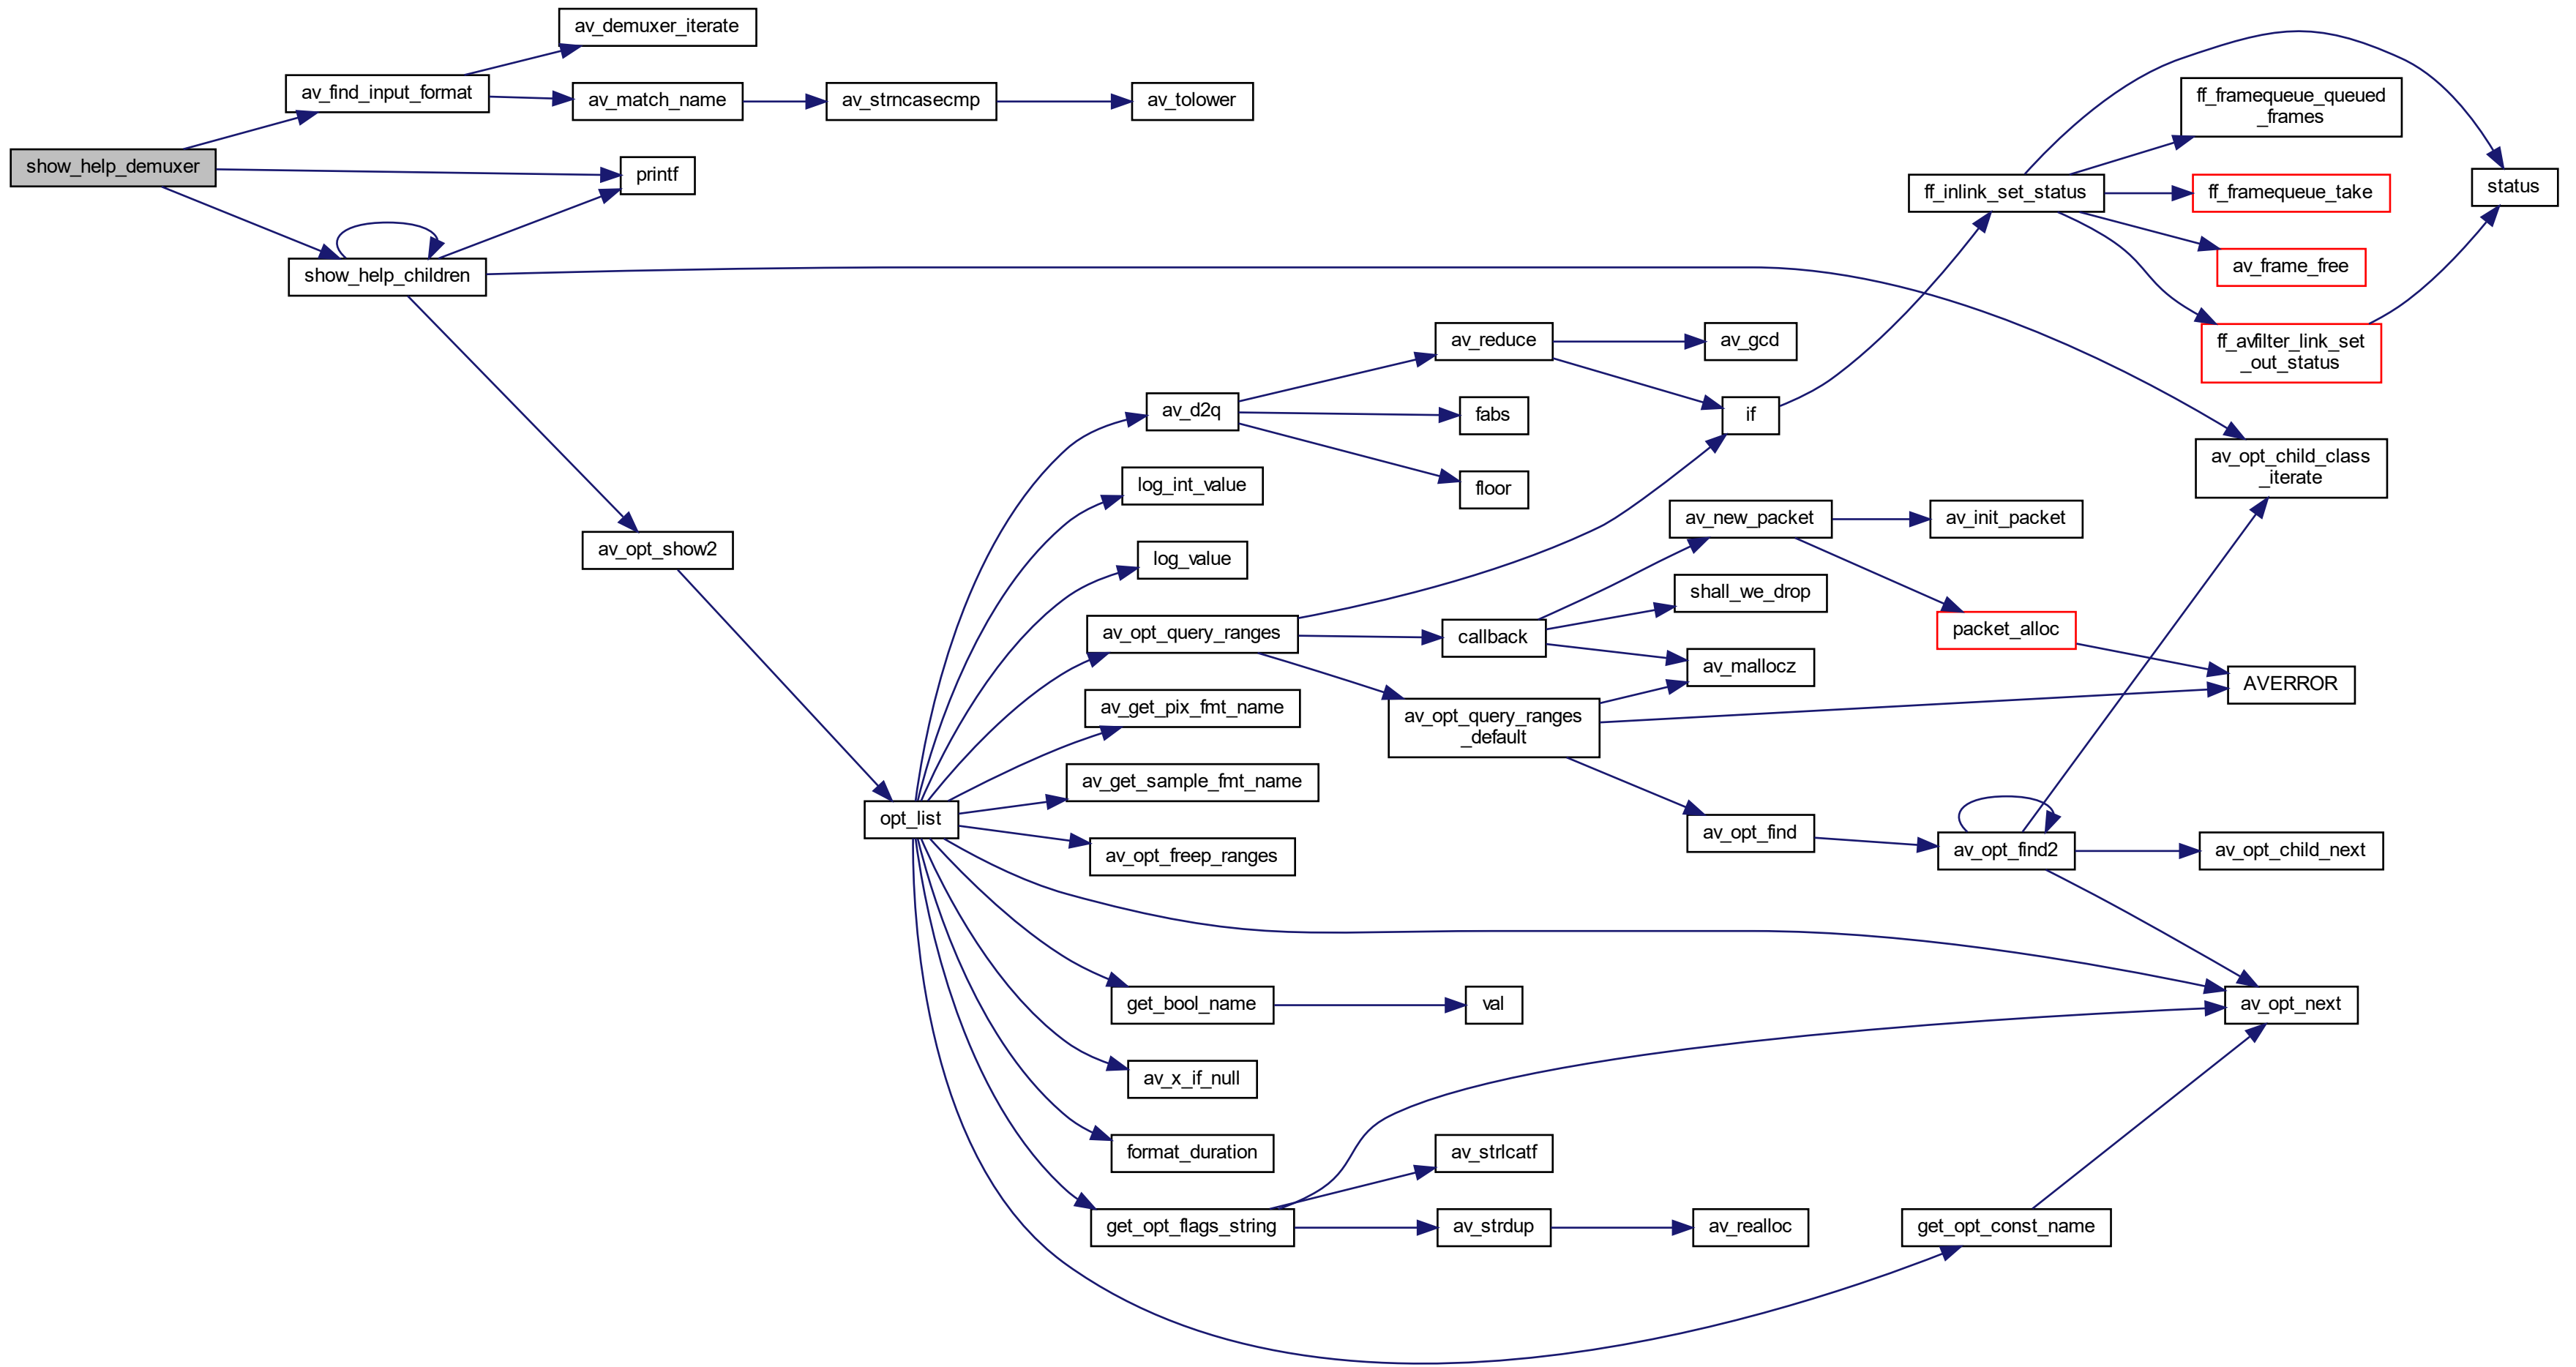 av_demuxer_iterate
av_find_input_format
av_match_name
av_strncasecmp
av_tolower
show_help_demuxer
printf
show_help_children
ff_framequeue_queued
_frames
ff_inlink_set_status
ff_framequeue_take
status
av_frame_free
ff_avfilter_link_set
_out_status
av_reduce
av_gcd
av_d2q
fabs
if
floor
av_opt_child_class
_iterate
log_int_value
av_opt_show2
log_value
av_new_packet
av_init_packet
shall_we_drop
av_opt_query_ranges
callback
packet_alloc
av_mallocz
AVERROR
av_get_pix_fmt_name
av_opt_query_ranges
_default
av_get_sample_fmt_name
opt_list
av_opt_find
av_opt_find2
av_opt_child_next
av_opt_freep_ranges
get_bool_name
val
av_opt_next
av_x_if_null
format_duration
av_strlcatf
get_opt_flags_string
av_strdup
av_realloc
get_opt_const_name